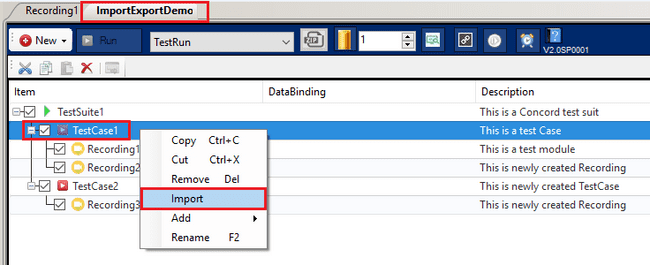 Recording1 ImportExportDemo
New Run TestRun 1 V2.0SP0001
Item DataBinding Description
TestSuite1 This is a Concord test suit
TestCase1 This is a test Case
Recording1 This is a test module
Recording2 This is newly created Recording
TestCase2 This is newly created TestCase
Recording3 This is newly created Recording
Copy Ctrl+C
Cut Ctrl+X
Remove Del
Import
Add
Rename F2